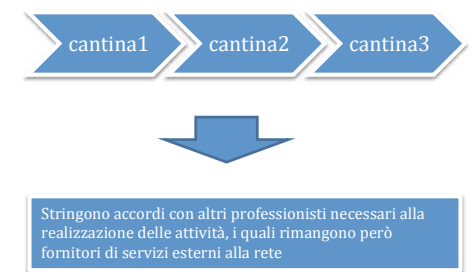 cantina1 cantina2 cantina3
Stringono accordi con altri professionisti necessari alla
realizzazione delle attività, i quali rimangono però
fornitori di servizi esterni alla rete